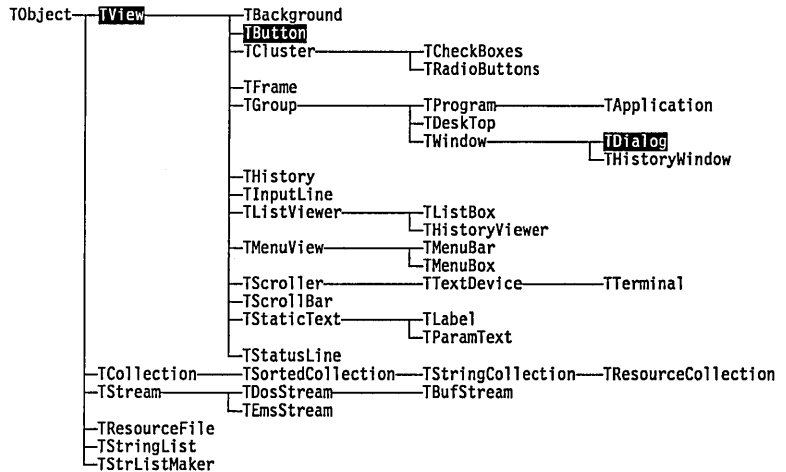 TObject TView TBackground
TButton
TCluster TCheckBoxes
TRadioButtons
TFrame
TGroup TProgram TApplication
TDeskTop
TWindow TDialog
THistoryWindow
THistory
TInputLine
TListViewer TListBox
THistoryViewer
TMenuView TMenuBar
TMenuBox
TScroller TTextDevice TTerminal
TScrollBar
TStaticText TLabel
TParamText
TStatusLine
TCollection TSortedCollection TStringCollection TResourceCollection
TStream TDosStream TBufStream
TEmsStream
TResourceFile
TStringList
TStrListMaker